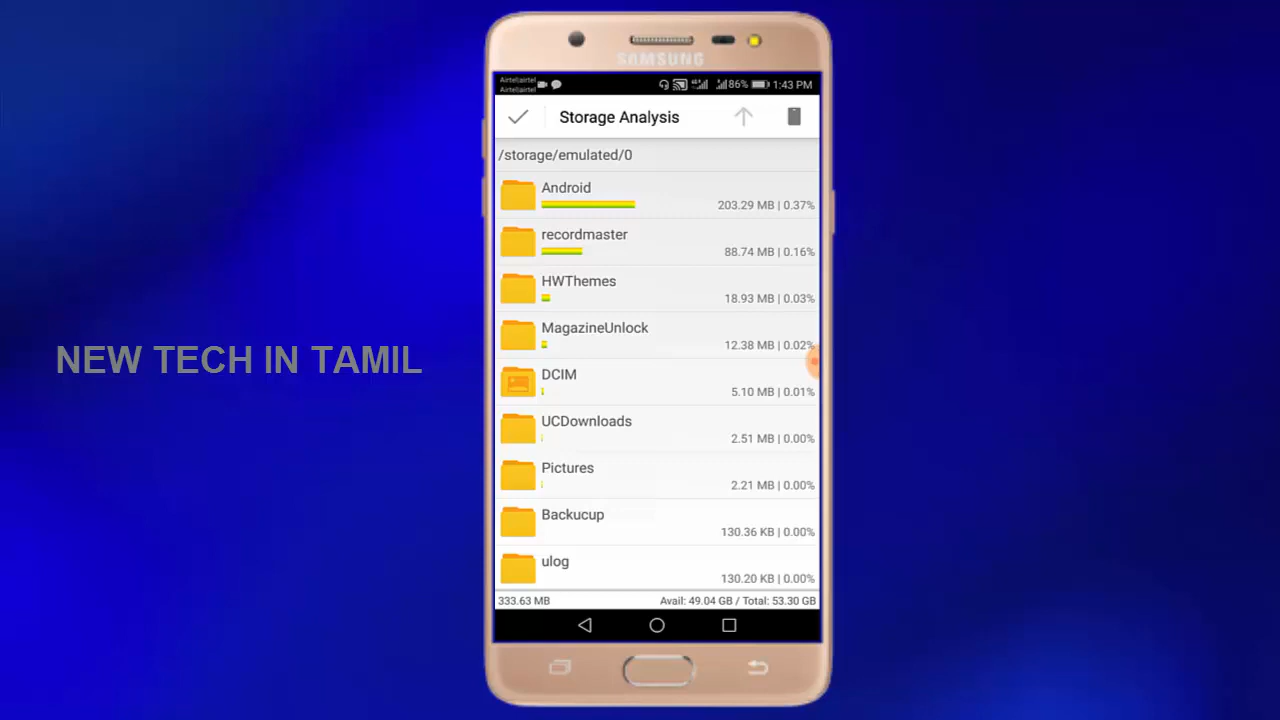 SAMSUNG
Airtel|airtel
Airtel|airtel
86% 1:43 PM
Storage Analysis
/storage/emulated/0
Android
203.29 MB | 0.37%
recordmaster
88.74 MB | 0.16%
HWThemes
18.93 MB | 0.03%
MagazineUnlock
12.38 MB | 0.02%
NEW TECH IN TAMIL
DCIM
5.10 MB | 0.01%
UCDownloads
2.51 MB | 0.00%
Pictures
2.21 MB | 0.00%
Backucup
130.36 KB | 0.00%
ulog
130.20 KB | 0.00%
333.63 MB Avail: 49.04 GB / Total: 53.30 GB